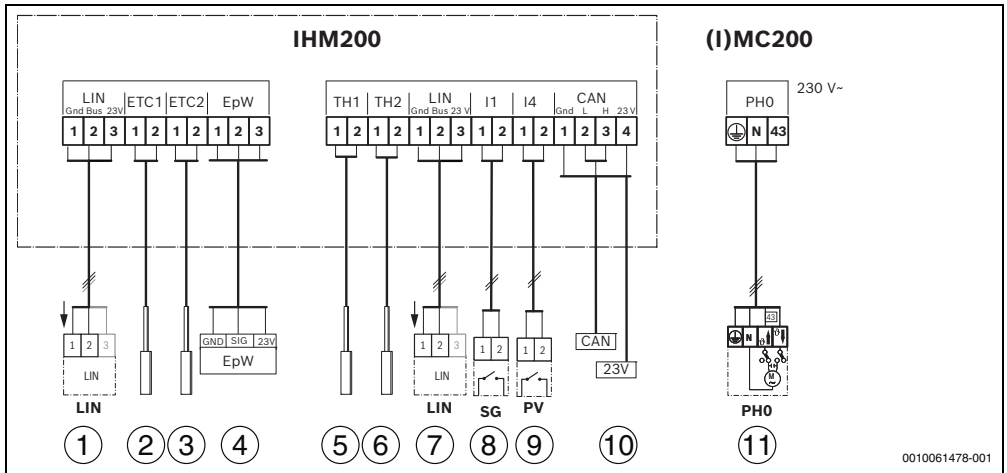 IHM200 (I)MC200
230 V~
LIN ETC1 ETC2 EpW TH1 TH2 LIN I1 I4 CAN PH0
Gnd Bus 23V Gnd Bus 23 V Gnd L H 23 V
1 2 3 1 2 1 2 1 2 3 1 2 1 2 1 2 3 1 2 1 2 1 2 3 4 N 43
43
GND SIG 23V
1 2 3 EpW 1 2 3 1 2 1 2 CAN N
LIN LIN 23V M ~
LIN LIN SG PV PH0
1 2 3 4 5 6 7 8 9 10 11
0010061478-001